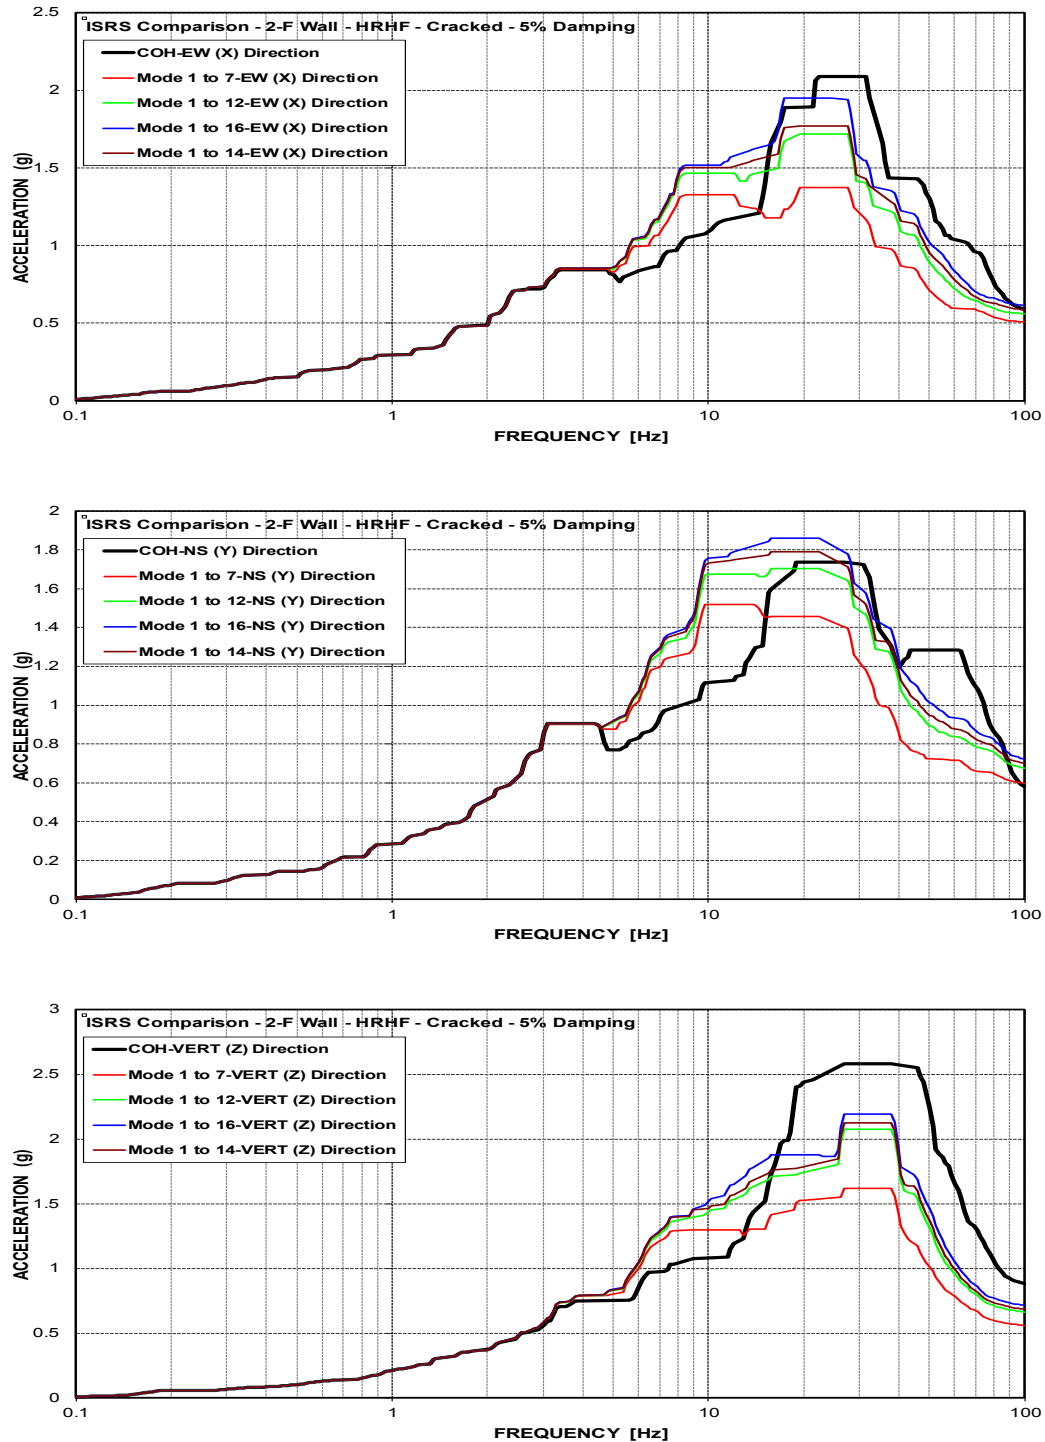 ISRS Comparison - 2-F Wall - HRHF - Cracked - 5% Damping
COH-EW (X) Direction
Mode 1 to 7-EW (X) Direction
Mode 1 to 12-EW (X) Direction
Mode 1 to 16-EW (X) Direction
Mode 1 to 14-EW (X) Direction
ACCELERATION (g)
2.5
2
1.5
1
0.5
0
0.1 1 10 100
FREQUENCY [Hz]
ISRS Comparison - 2-F Wall - HRHF - Cracked - 5% Damping
COH-NS (Y) Direction
Mode 1 to 7-NS (Y) Direction
Mode 1 to 12-NS (Y) Direction
Mode 1 to 16-NS (Y) Direction
Mode 1 to 14-NS (Y) Direction
ACCELERATION (g)
2
1.8
1.6
1.4
1.2
1
0.8
0.6
0.4
0.2
0
0.1 1 10 100
FREQUENCY [Hz]
ISRS Comparison - 2-F Wall - HRHF - Cracked - 5% Damping
COH-VERT (Z) Direction
Mode 1 to 7-VERT (Z) Direction
Mode 1 to 12-VERT (Z) Direction
Mode 1 to 16-VERT (Z) Direction
Mode 1 to 14-VERT (Z) Direction
ACCELERATION (g)
3
2.5
2
1.5
1
0.5
0
0.1 1 10 100
FREQUENCY [Hz]